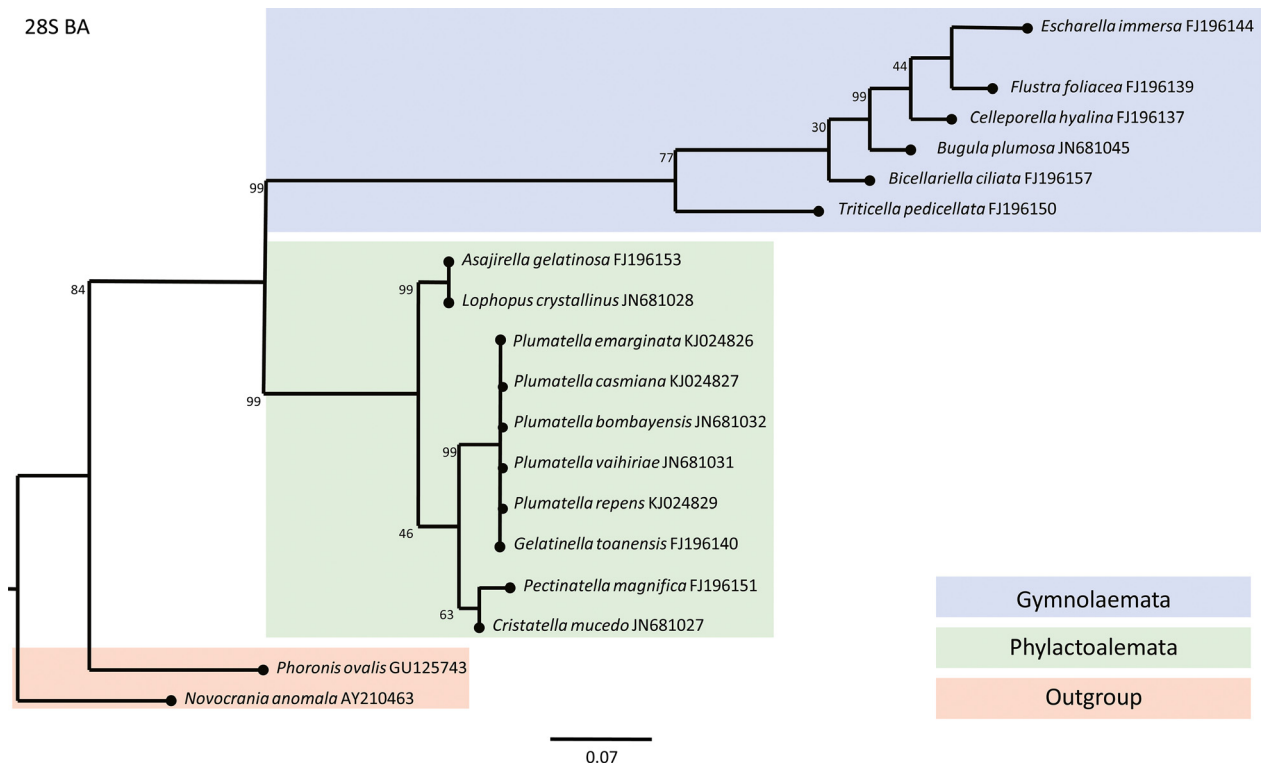 28S BA
Escharella immersa FJ196144
44
Flustra foliacea FJ196139
99
Celleporella hyalina FJ196137
30
Bugula plumosa JN681045
77
Bicellariella ciliata FJ196157
99
Triticella pedicellata FJ196150
Asajirella gelatinosa FJ196153
84
99
Lophopus crystallinus JN681028
Plumatella emarginata KJ024826
Plumatella casmiana KJ024827
99
Plumatella bombayensis JN681032
99
Plumatella vaihiriae JN681031
Plumatella repens KJ024829
46
Gelatinella toanensis FJ196140
Pectinatella magnifica FJ196151
63
Cristatella mucedo JN681027
Phoronis ovalis GU125743
Novocrania anomala AY210463
Gymnolaemata
Phylactoalemata
Outgroup
0.07